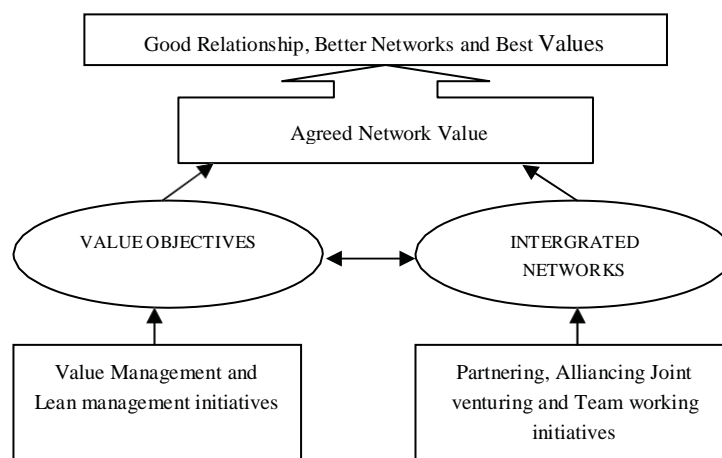 Good Relationship, Better Networks and Best Values
Agreed Network Value
VALUE OBJECTIVES
INTERGRATED
NETWORKS
Value Management and
Lean management initiatives
Partnering, Alliancing Joint
venturing and Team working
initiatives